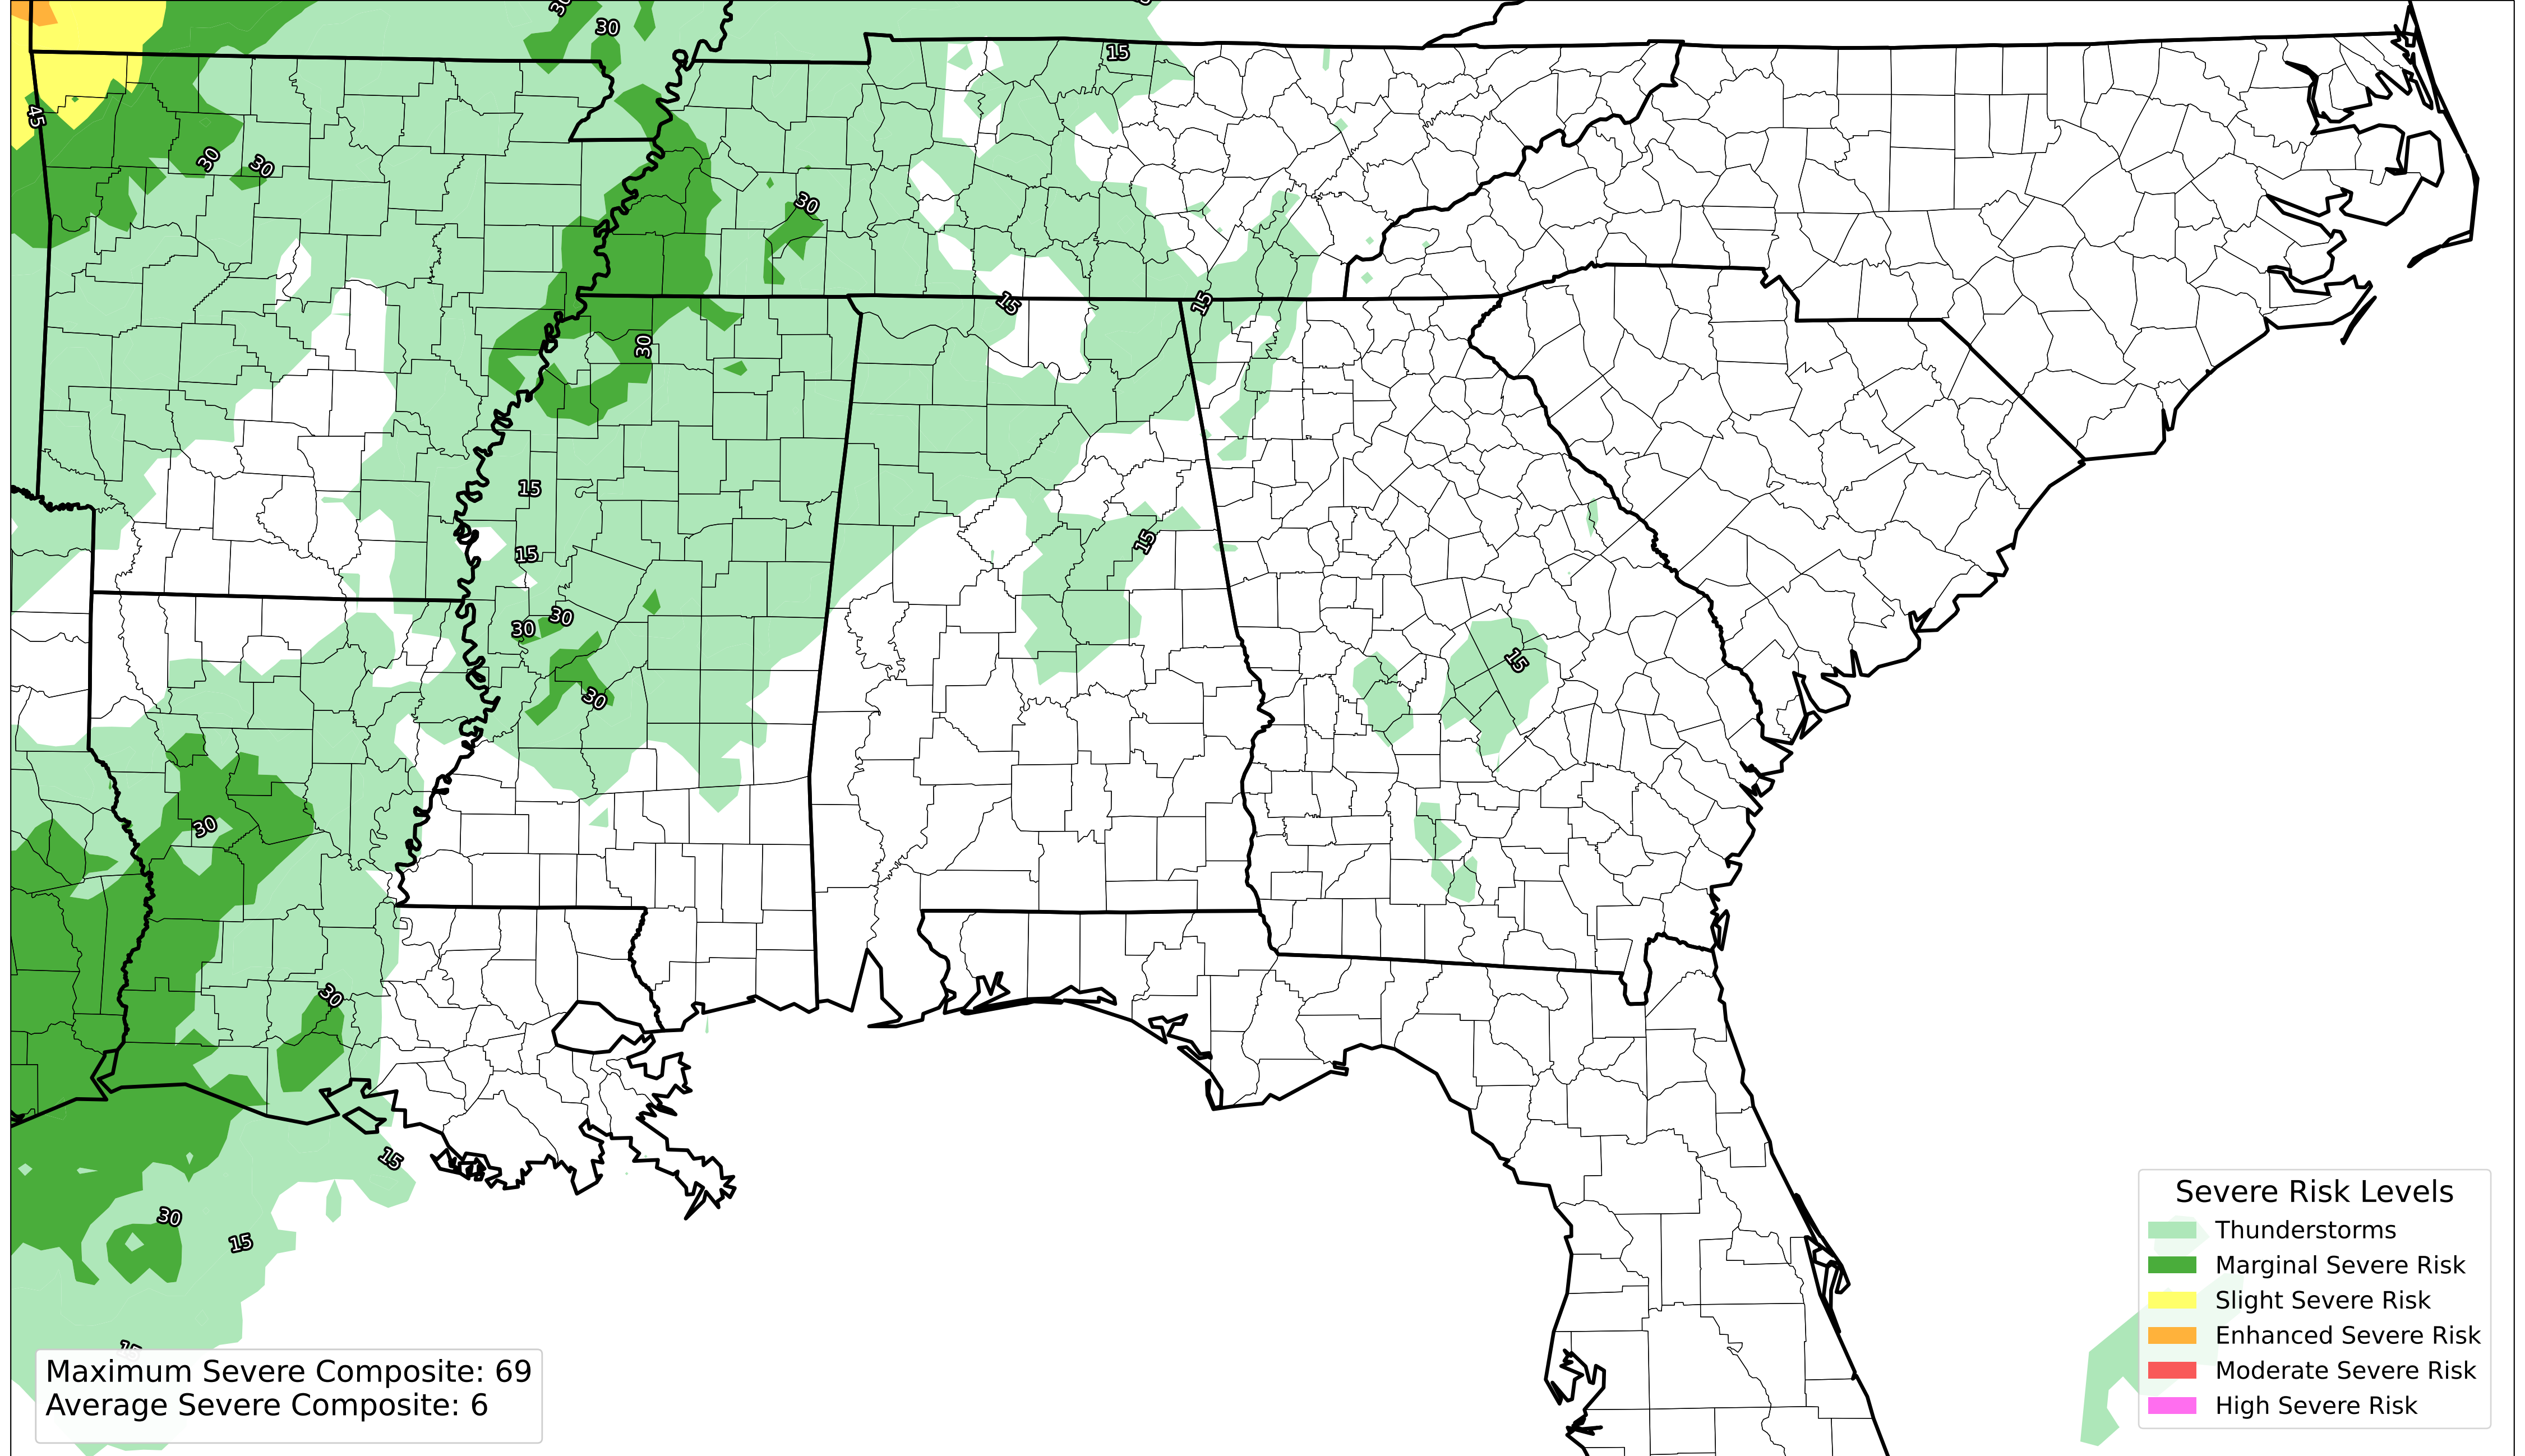 30
30
15
45
30
30
30
15
15
30
15
15
15
30
30
15
30
30
30
15
30
15
Severe Risk Levels
Thunderstorms
Marginal Severe Risk
Slight Severe Risk
Enhanced Severe Risk
Moderate Severe Risk
High Severe Risk
Maximum Severe Composite: 69
Average Severe Composite: 6